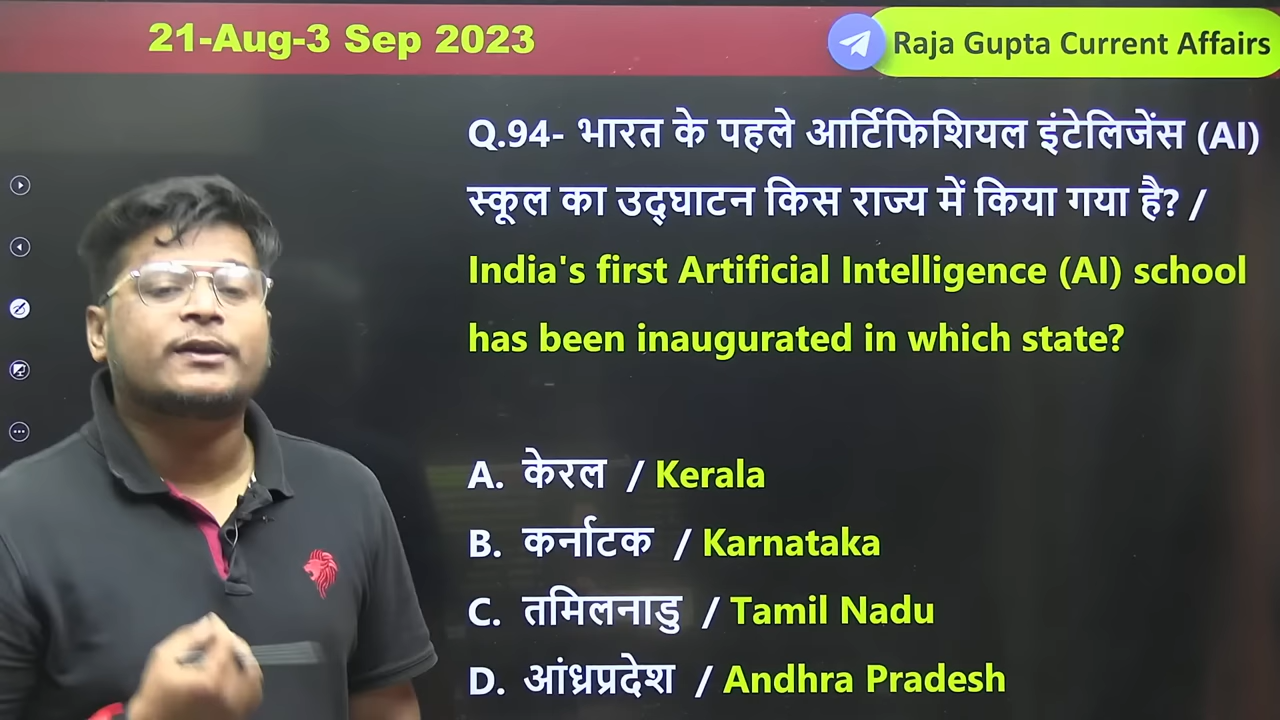 21-Aug-3 Sep 2023
Raja Gupta Current Affairs
Q.94- भारत के पहले आर्टिफिशियल इंटेलिजेंस (AI)
स्कूल का उद्घाटन किस राज्य में किया गया है? /
India's first Artificial Intelligence (AI) school
has been inaugurated in which state?
A. केरल / Kerala
B. कर्नाटक / Karnataka
C. तमिलनाडु / Tamil Nadu
D. आंध्रप्रदेश / Andhra Pradesh